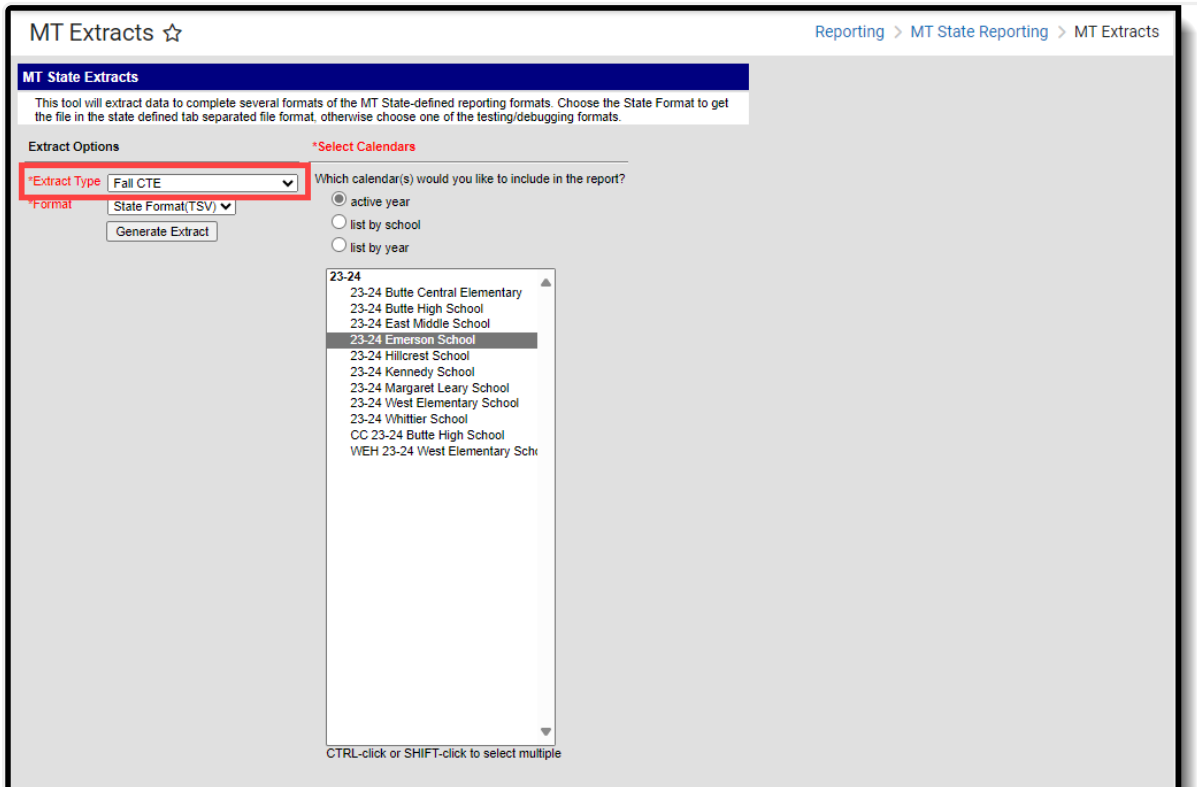 MT Extracts ☆
Reporting > MT State Reporting > MT Extracts
MT State Extracts
This tool will extract data to complete several formats of the MT State-defined reporting formats. Choose the State Format to get
the file in the state defined tab separated file format, otherwise choose one of the testing/debugging formats.
Extract Options
*Select Calendars
*Extract Type Fall CTE
*Format State Format(TSV)
Generate Extract
Which calendar(s) would you like to include in the report?
active year
list by school
list by year
23-24
23-24 Butte Central Elementary
23-24 Butte High School
23-24 East Middle School
23-24 Emerson School
23-24 Hillcrest School
23-24 Kennedy School
23-24 Margaret Leary School
23-24 West Elementary School
23-24 Whittier School
CC 23-24 Butte High School
WEH 23-24 West Elementary Scho
CTRL-click or SHIFT-click to select multiple